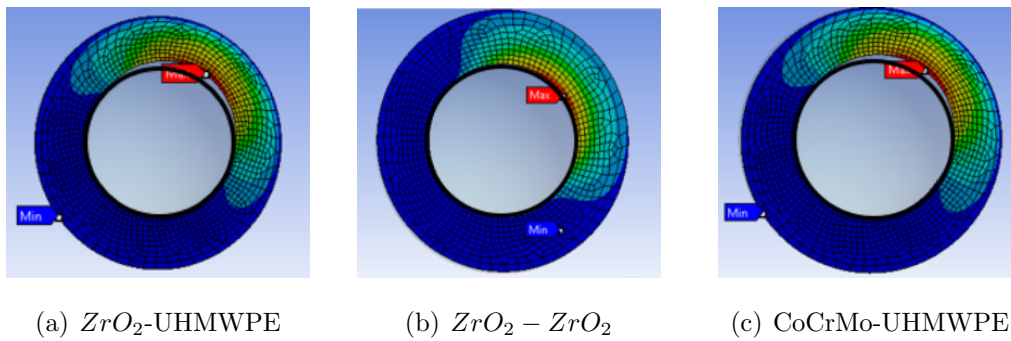 Max
Min
Max
Min
Max
Min
(a) ZrO₂-UHMWPE
(b) ZrO₂ − ZrO₂
(c) CoCrMo-UHMWPE